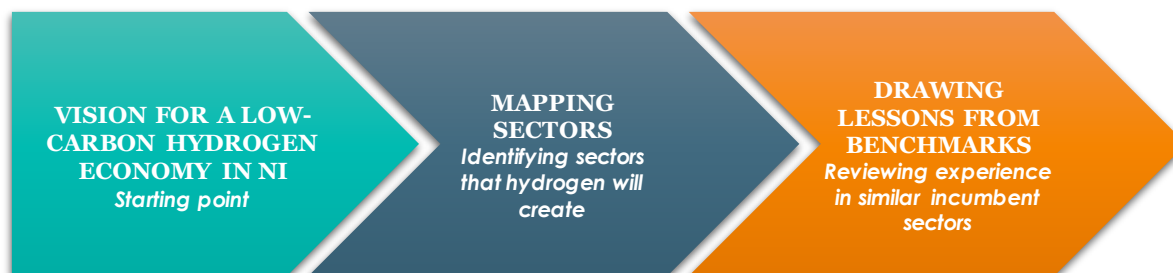 VISION FOR A LOW-
CARBON HYDROGEN
ECONOMY IN NI
Starting point
MAPPING
SECTORS
Identifying sectors
that hydrogen will
create
DRAWING
LESSONS FROM
BENCHMARKS
Reviewing experience
in similar incumbent
sectors